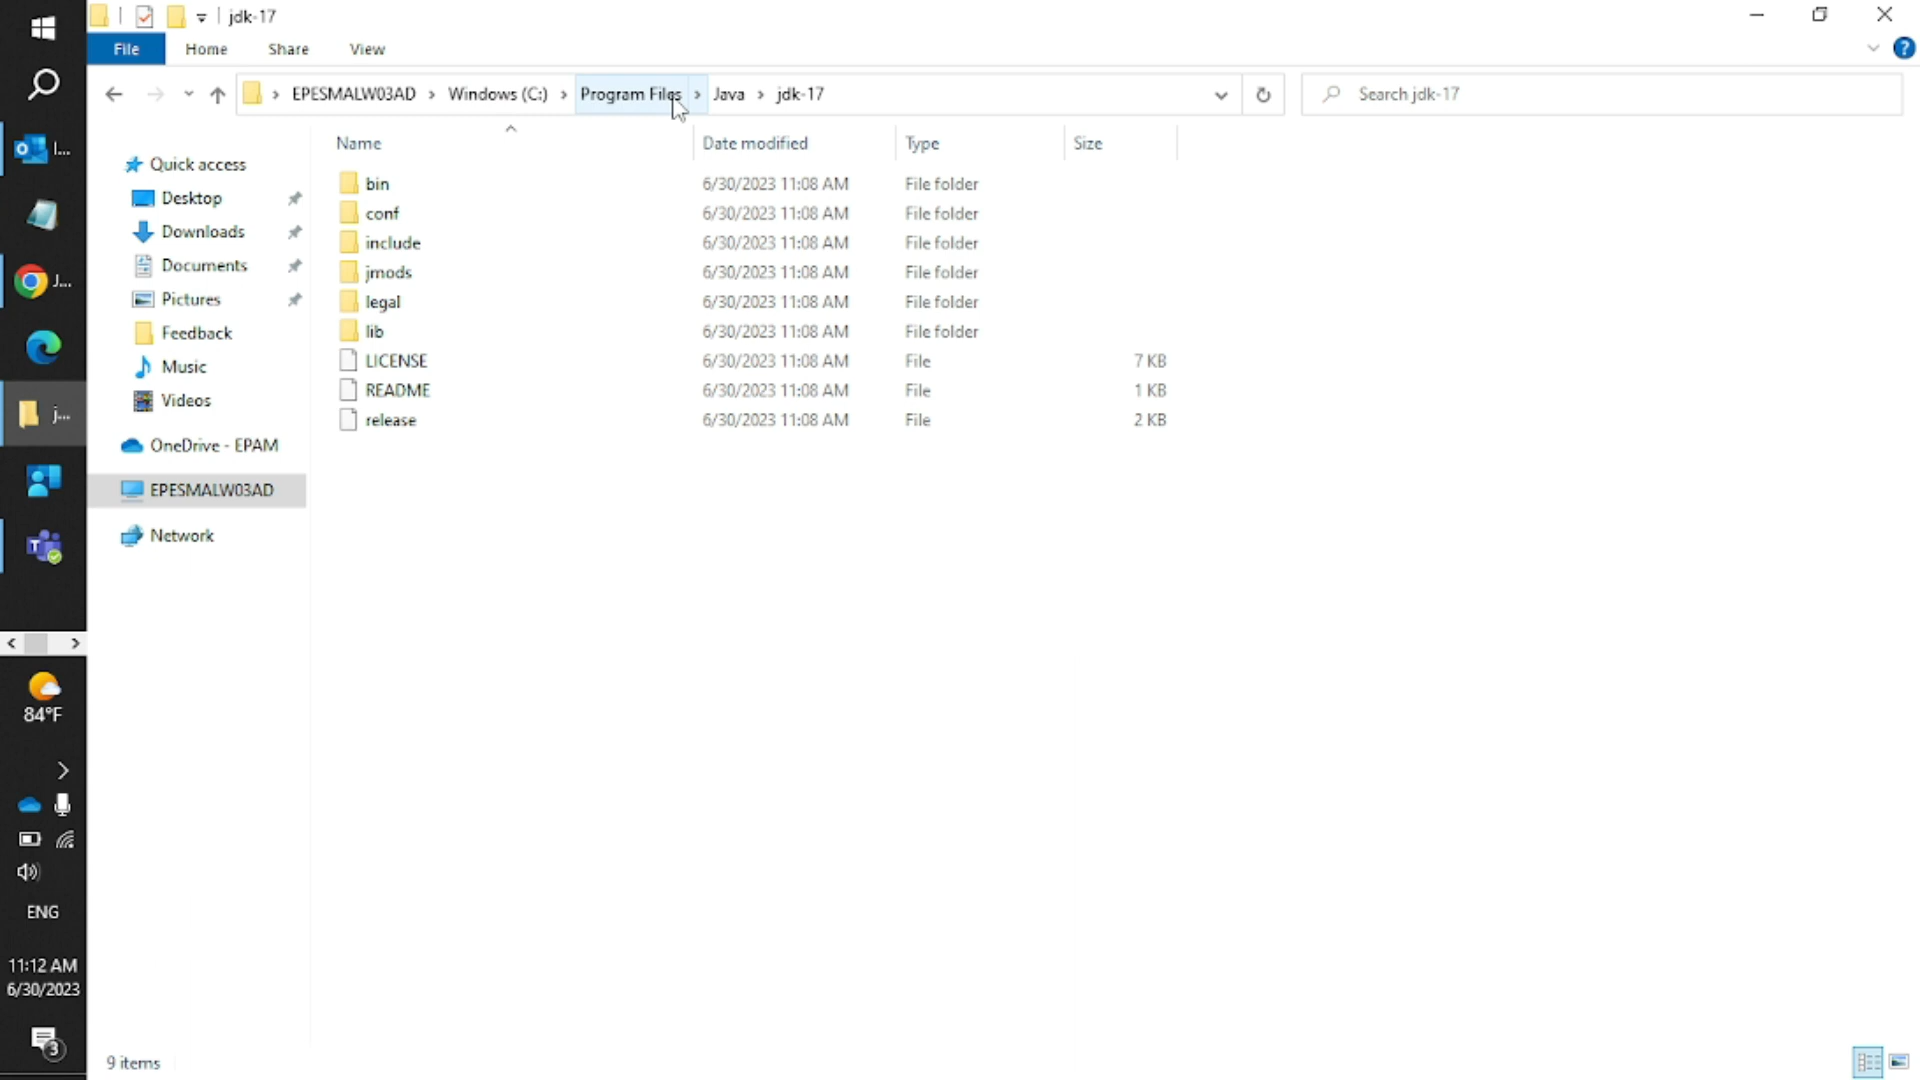 jdk-17
File Home Share View
EPESMALW03AD › Windows (C:) › Program Files › Java › jdk-17
Search jdk-17
Name Date modified Type Size
Quick access
Desktop
Downloads
Documents
Pictures
Feedback
Music
Videos
OneDrive - EPAM
EPESMALW03AD
Network
bin 6/30/2023 11:08 AM File folder
conf 6/30/2023 11:08 AM File folder
include 6/30/2023 11:08 AM File folder
jmods 6/30/2023 11:08 AM File folder
legal 6/30/2023 11:08 AM File folder
lib 6/30/2023 11:08 AM File folder
LICENSE 6/30/2023 11:08 AM File 7 KB
README 6/30/2023 11:08 AM File 1 KB
release 6/30/2023 11:08 AM File 2 KB
I...
J...
j...
84°F
ENG
11:12 AM
6/30/2023
3
9 items